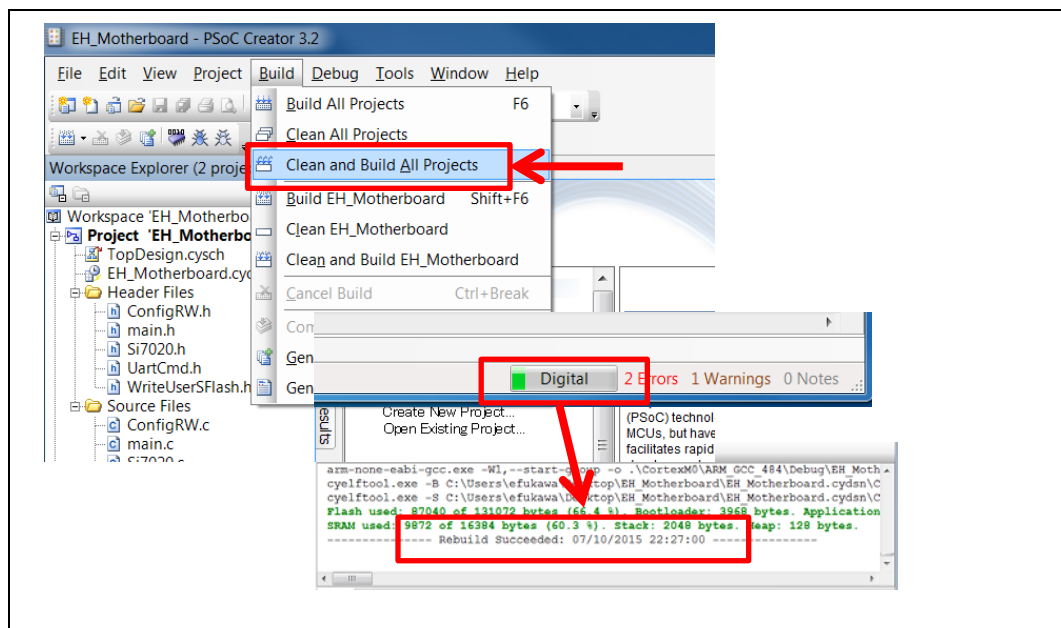 EH_Motherboard - PSoC Creator 3.2
File Edit View Project Build Debug Tools Window Help
Build All Projects F6
Clean All Projects
Clean and Build All Projects
Workspace Explorer (2 proje
Build EH_Motherboard Shift+F6
Clean EH_Motherboard
Clean and Build EH_Motherboard
Cancel Build Ctrl+Break
Com
Gen
Gen
Workspace 'EH_Motherbo
Project 'EH_Motherbo
TopDesign.cysch
EH_Motherboard.cyd
Header Files
ConfigRW.h
main.h
Si7020.h
UartCmd.h
WriteUserSFlash.h
Source Files
ConfigRW.c
main.c
Si7020.c
Digital 2 Errors 1 Warnings 0 Notes
esults
Create New Project...
Open Existing Project...
(PSoC) technol
MCUs, but have
facilitates rapid
arm-none-eabi-gcc.exe -Wl,--start-group -o .\CortexM0\ARM_GCC_484\Debug\EH_Moth
cyelftool.exe -B C:\Users\efukawa\Desktop\EH_Motherboard\EH_Motherboard.cydsn\C
cyelftool.exe -S C:\Users\efukawa\Desktop\EH_Motherboard\EH_Motherboard.cydsn\C
Flash used: 87040 of 131072 bytes (66.4 %). Bootloader: 3968 bytes. Application
SRAM used: 9872 of 16384 bytes (60.3 %). Stack: 2048 bytes. Heap: 128 bytes.
--------------- Rebuild Succeeded: 07/10/2015 22:27:00 ---------------